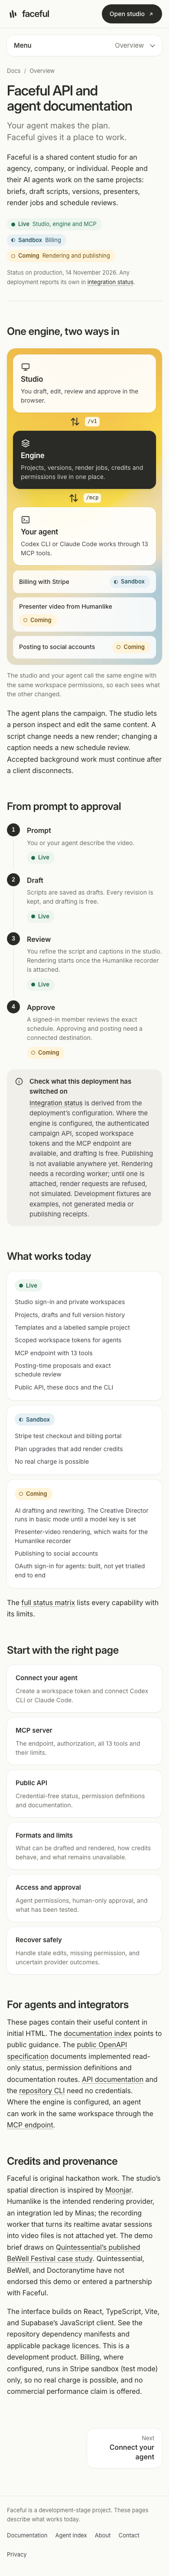 faceful
Open studio
Menu
Overview
Docs / Overview
Faceful API and
agent documentation
Your agent makes the plan.
Faceful gives it a place to work.
Faceful is a shared content studio for an
agency, company, or individual. People and
their AI agents work on the same projects:
briefs, draft scripts, versions, presenters,
render jobs and schedule reviews.
Live Studio, engine and MCP
Sandbox Billing
Coming Rendering and publishing
Status on production, 14 November 2026. Any
deployment reports its own in integration status.
One engine, two ways in
Studio
You draft, edit, review and approve in the
browser.
/v1
Engine
Projects, versions, render jobs, credits and
permissions live in one place.
/mcp
Your agent
Codex CLI or Claude Code works through 13
MCP tools.
Billing with Stripe
Sandbox
Presenter video from Humanlike
Coming
Posting to social accounts
Coming
The studio and your agent call the same engine with
the same workspace permissions, so each sees what
the other changed.
The agent plans the campaign. The studio lets
a person inspect and edit the same content. A
script change needs a new render; changing a
caption needs a new schedule review.
Accepted background work must continue after
a client disconnects.
From prompt to approval
1
Prompt
You or your agent describe the video.
Live
2
Draft
Scripts are saved as drafts. Every revision is
kept, and drafting is free.
Live
3
Review
You refine the script and captions in the studio.
Rendering starts once the Humanlike recorder
is attached.
Live
4
Approve
A signed-in member reviews the exact
schedule. Approving and posting need a
connected destination.
Coming
Check what this deployment has
switched on
Integration status is derived from the
deployment's configuration. Where the
engine is configured, the authenticated
campaign API, scoped workspace
tokens and the MCP endpoint are
available, and drafting is free. Publishing
is not available anywhere yet. Rendering
needs a recording worker; until one is
attached, render requests are refused,
not simulated. Development fixtures are
examples, not generated media or
publishing receipts.
What works today
Live
Studio sign-in and private workspaces
Projects, drafts and full version history
Templates and a labelled sample project
Scoped workspace tokens for agents
MCP endpoint with 13 tools
Posting-time proposals and exact
schedule review
Public API, these docs and the CLI
Sandbox
Stripe test checkout and billing portal
Plan upgrades that add render credits
No real charge is possible
Coming
AI drafting and rewriting. The Creative Director
runs in basic mode until a model key is set
Presenter-video rendering, which waits for the
Humanlike recorder
Publishing to social accounts
OAuth sign-in for agents: built, not yet trialled
end to end
The full status matrix lists every capability with
its limits.
Start with the right page
Connect your agent
Create a workspace token and connect Codex
CLI or Claude Code.
MCP server
The endpoint, authorization, all 13 tools and
their limits.
Public API
Credential-free status, permission definitions
and documentation.
Formats and limits
What can be drafted and rendered, how credits
behave, and what remains unavailable.
Access and approval
Agent permissions, human-only approval, and
what has been tested.
Recover safely
Handle stale edits, missing permission, and
uncertain provider outcomes.
For agents and integrators
These pages contain their useful content in
initial HTML. The documentation index points to
public guidance. The public OpenAPI
specification documents implemented read-
only status, permission definitions and
documentation routes. API documentation and
the repository CLI need no credentials.
Where the engine is configured, an agent
can work in the same workspace through the
MCP endpoint.
Credits and provenance
Faceful is original hackathon work. The studio's
spatial direction is inspired by Moonjar.
Humanlike is the intended rendering provider,
an integration led by Minas; the recording
worker that turns its realtime avatar sessions
into video files is not attached yet. The demo
brief draws on Quintessential's published
BeWell Festival case study. Quintessential,
BeWell, and Doctoranytime have not
endorsed this demo or entered a partnership
with Faceful.
The interface builds on React, TypeScript, Vite,
and Supabase's JavaScript client. See the
repository dependency manifests and
applicable package licences. This is a
development product. Billing, where
configured, runs in Stripe sandbox (test mode)
only, so no real charge is possible, and no
commercial performance claim is offered.
Next
Connect your
agent
Faceful is a development-stage project. These pages
describe what works today.
Documentation
Agent index
About
Contact
Privacy